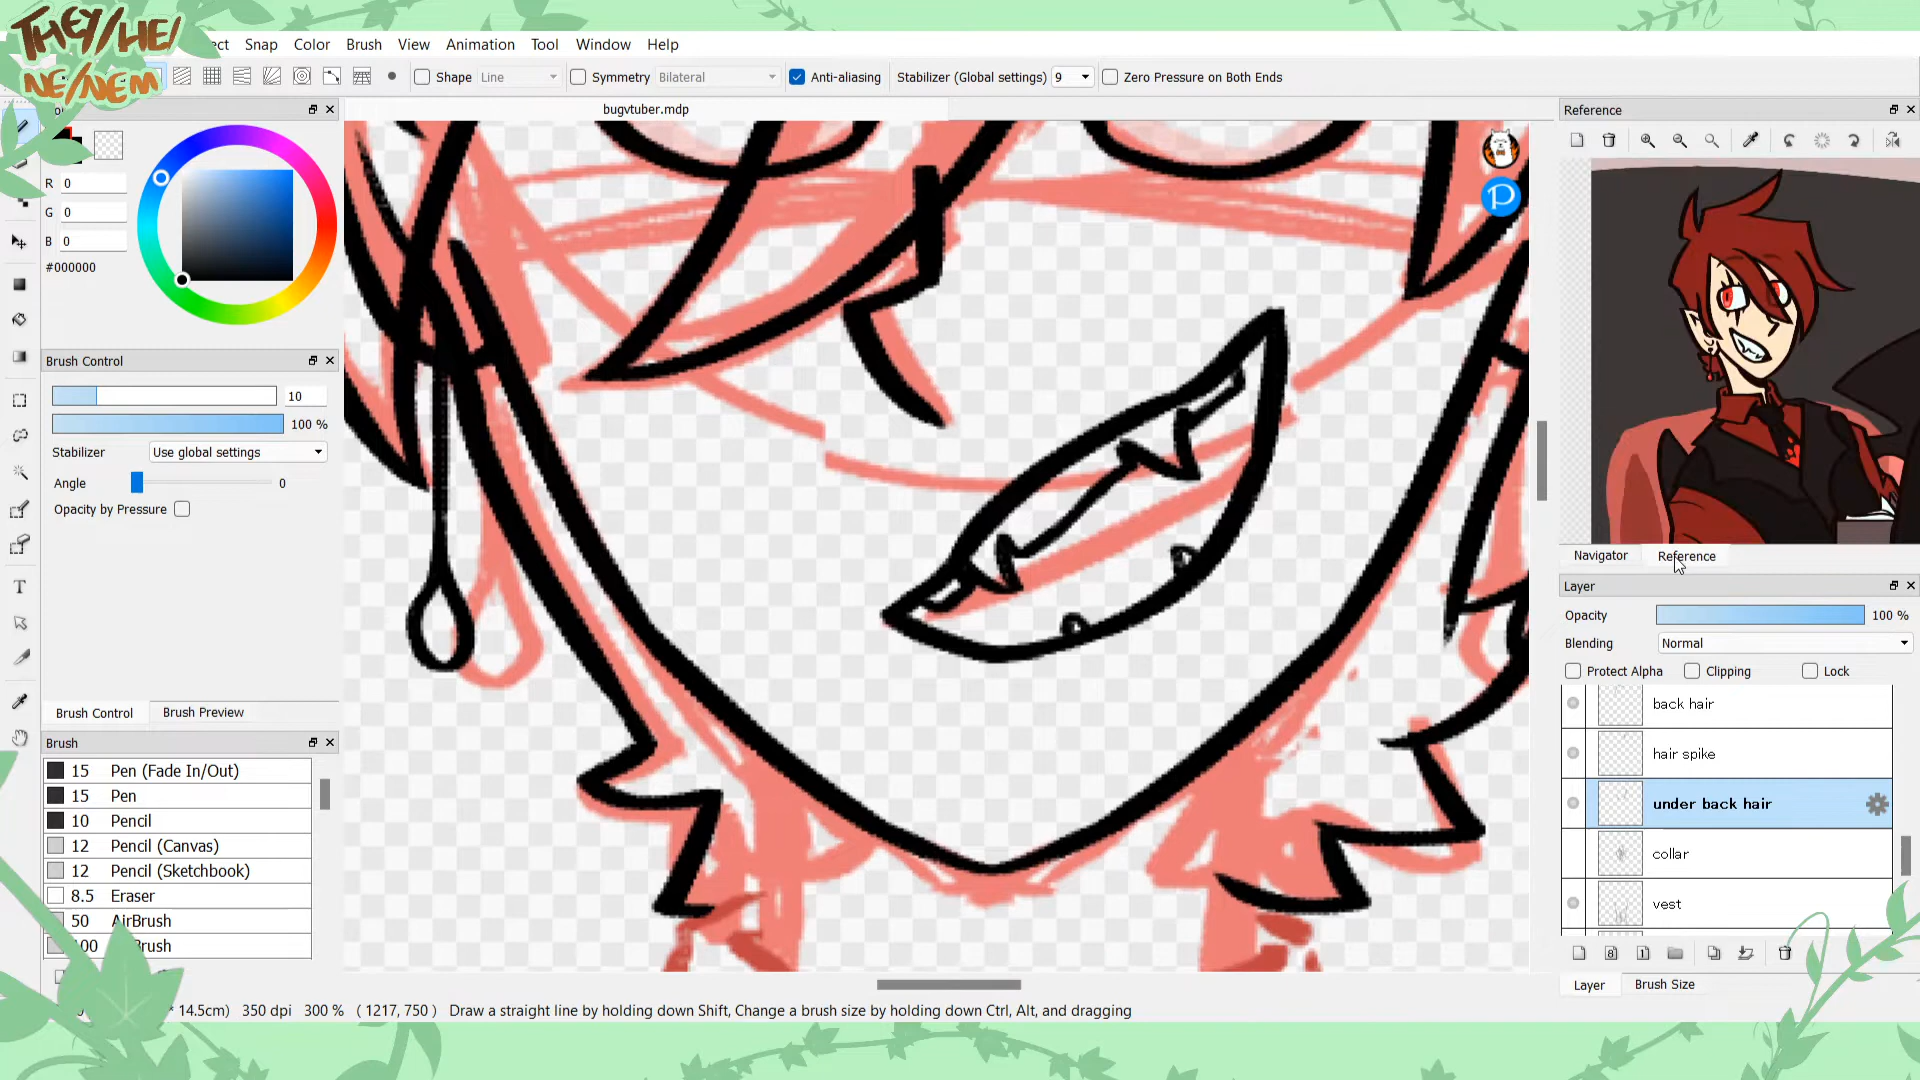 THEY/HE/
NE/NEM
ect Snap Color Brush View Animation Tool Window Help
Shape Line Symmetry Bilateral Anti-aliasing Stabilizer (Global settings) 9 Zero Pressure on Both Ends
bugvtuber.mdp
R 0
G 0
B 0
#000000
Brush Control
10
100 %
Stabilizer Use global settings
Angle 0
Opacity by Pressure
Brush Control Brush Preview
Brush
15 Pen (Fade In/Out)
15 Pen
10 Pencil
12 Pencil (Canvas)
12 Pencil (Sketchbook)
8.5 Eraser
50 AirBrush
100 Brush
Reference
Navigator Reference
Layer
Opacity 100 %
Blending Normal
Protect Alpha Clipping Lock
back hair
hair spike
under back hair
collar
vest
Layer Brush Size
* 14.5cm) 350 dpi 300 % ( 1217, 750 ) Draw a straight line by holding down Shift, Change a brush size by holding down Ctrl, Alt, and dragging